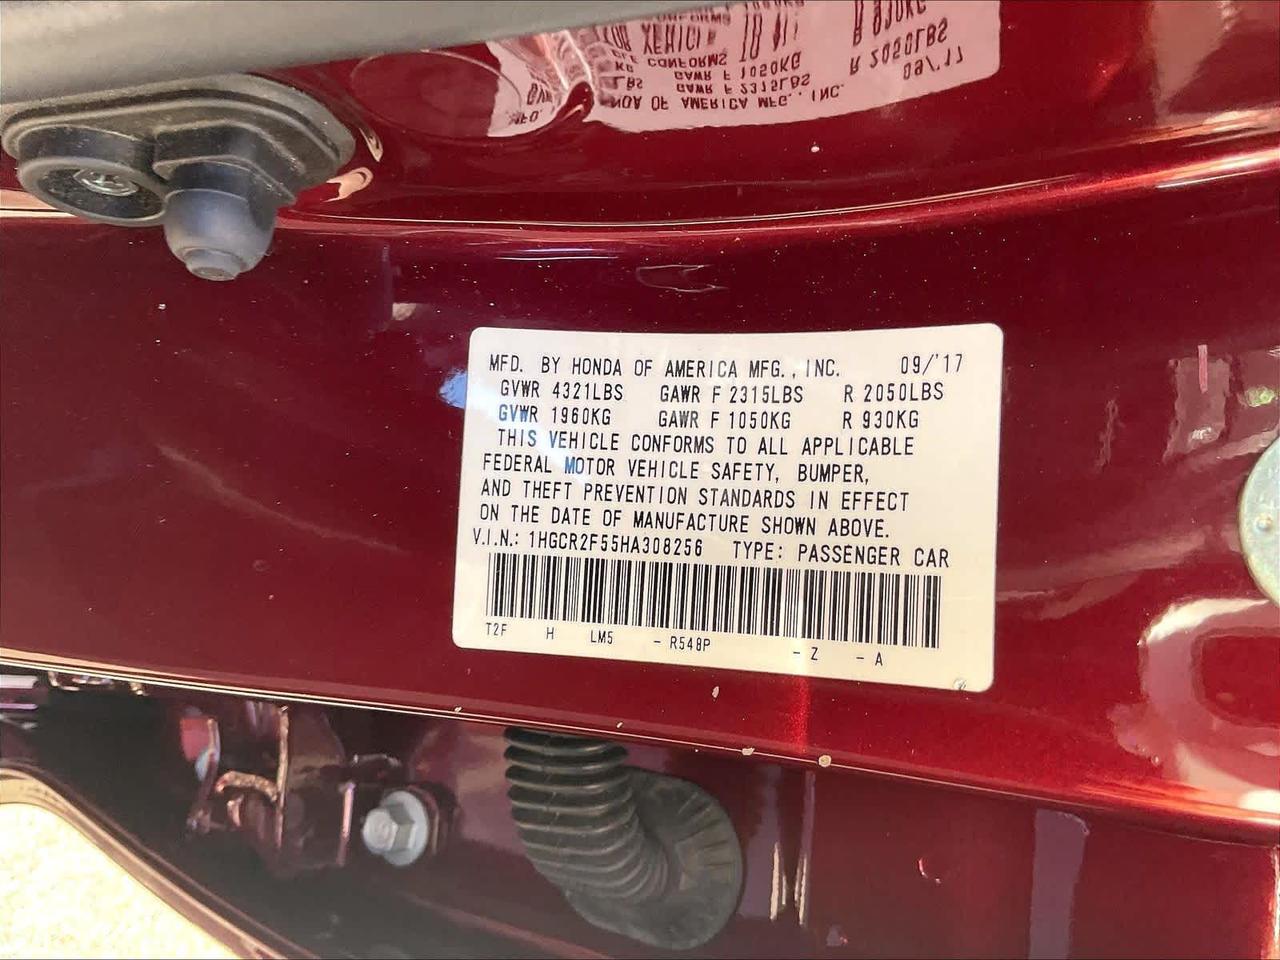 MFD. BY HONDA OF AMERICA MFG., INC. 09/'17
GVWR 4321LBS GAWR F 2315LBS R 2050LBS
GVWR 1960KG GAWR F 1050KG R 930KG
THIS VEHICLE CONFORMS TO ALL APPLICABLE
FEDERAL MOTOR VEHICLE SAFETY, BUMPER,
AND THEFT PREVENTION STANDARDS IN EFFECT
ON THE DATE OF MANUFACTURE SHOWN ABOVE.
V.I.N.: 1HGCR2F55HA308256 TYPE: PASSENGER CAR
T2F H LM5 - R548P - Z - A